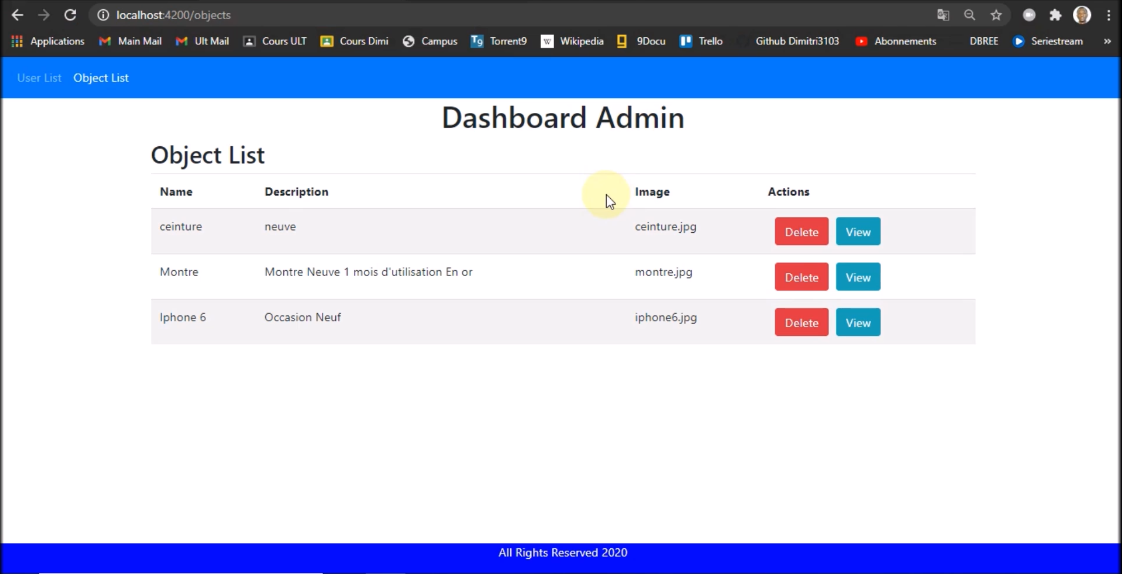 localhost:4200/objects
Applications Main Mail Ult Mail Cours ULT Cours Dimi Campus Tg Torrent9 W Wikipedia 9Docu Trello Github Dimitri3103 Abonnements DBREE Seriestream »
User List Object List
Dashboard Admin
Object List
Name Description Image Actions
ceinture neuve ceinture.jpg Delete View
Montre Montre Neuve 1 mois d'utilisation En or montre.jpg Delete View
Iphone 6 Occasion Neuf iphone6.jpg Delete View
All Rights Reserved 2020